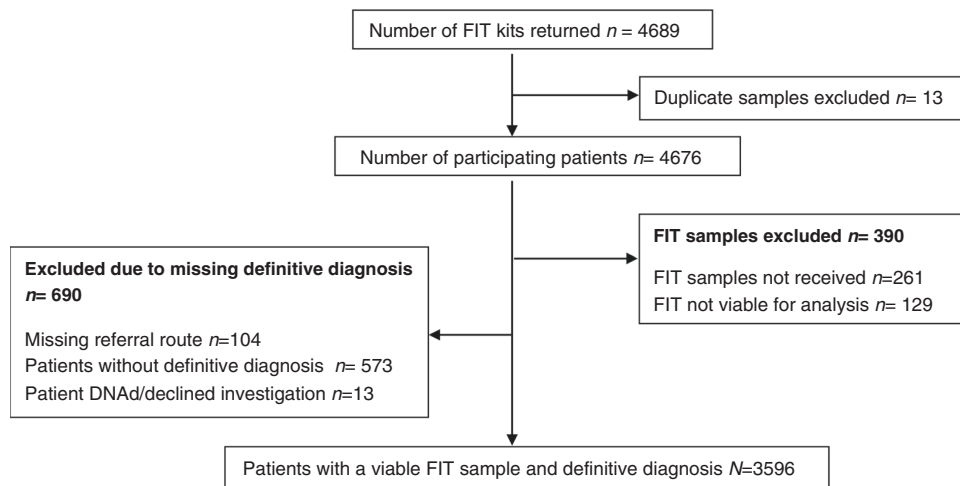 Number of FIT kits returned n = 4689
Duplicate samples excluded n= 13
Number of participating patients n= 4676
FIT samples excluded n= 390
FIT samples not received n=261
FIT not viable for analysis n= 129
Excluded due to missing definitive diagnosis
n= 690
Missing referral route n=104
Patients without definitive diagnosis n= 573
Patient DNAd/declined investigation n=13
Patients with a viable FIT sample and definitive diagnosis N=3596